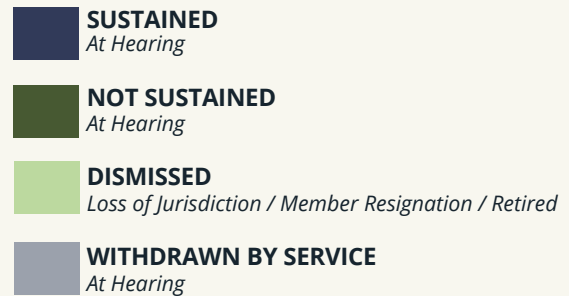 SUSTAINED
At Hearing
NOT SUSTAINED
At Hearing
DISMISSED
Loss of Jurisdiction / Member Resignation / Retired
WITHDRAWN BY SERVICE
At Hearing